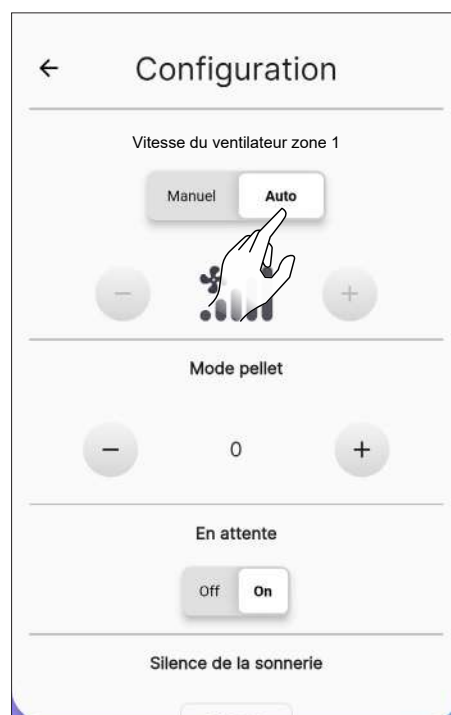 Configuration
Vitesse du ventilateur zone 1
Manuel Auto
Mode pellet
0
En attente
Off On
Silence de la sonnerie